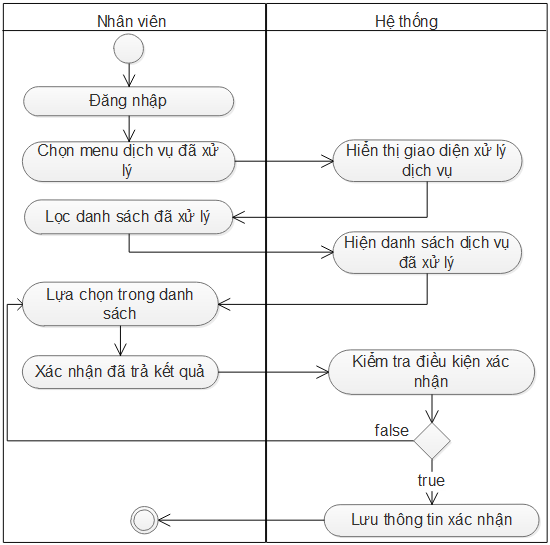 Nhân viên
Hệ thống
Đăng nhập
Chọn menu dịch vụ đã xử
lý
Hiển thị giao diện xử lý
dịch vụ
Lọc danh sách đã xử lý
Hiện danh sách dịch vụ
đã xử lý
Lựa chọn trong danh
sách
Xác nhận đã trả kết quả
Kiểm tra điều kiện xác
nhận
false
true
Lưu thông tin xác nhận